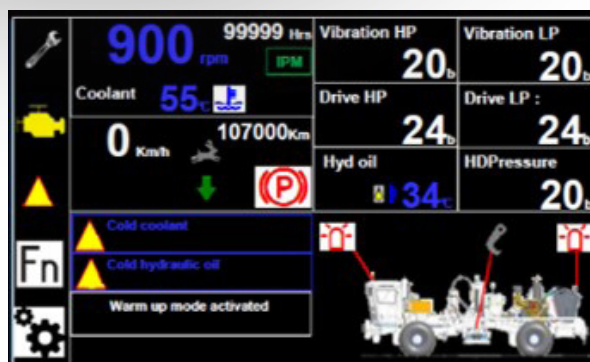 900 rpm
99999 Hrs
IPM
Coolant 55°C
0 Km/h
107000Km
P
Vibration HP
20b
Vibration LP
20b
Drive HP
24b
Drive LP :
24b
Hyd oil
34°C
HDPressure
20b
Cold coolant
Cold hydraulic oil
Warm up mode activated
Fn